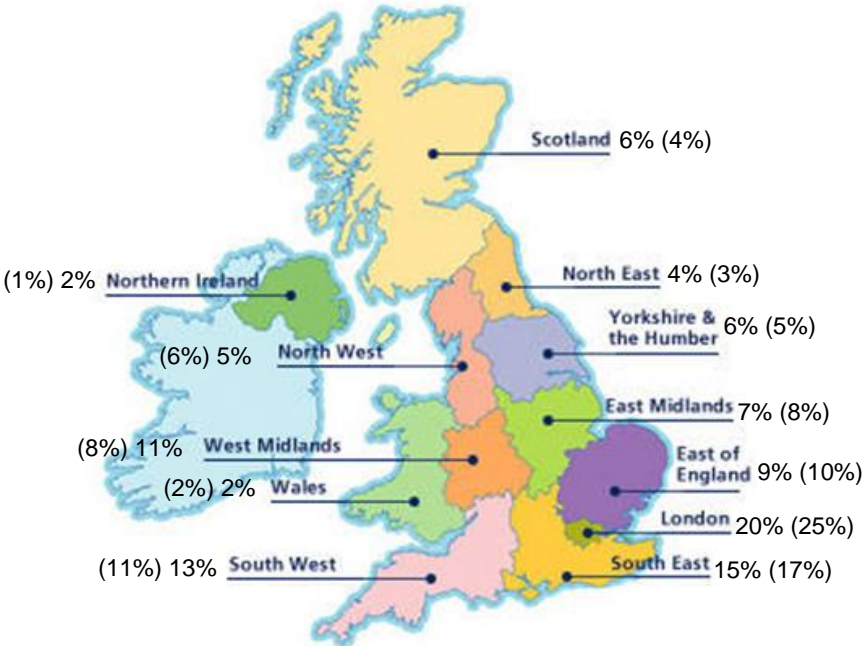 Scotland 6% (4%)
(1%) 2% Northern Ireland
North East 4% (3%)
Yorkshire &
the Humber 6% (5%)
(6%) 5% North West
East Midlands 7% (8%)
(8%) 11% West Midlands
East of
England 9% (10%)
(2%) 2% Wales
London 20% (25%)
(11%) 13% South West
South East 15% (17%)